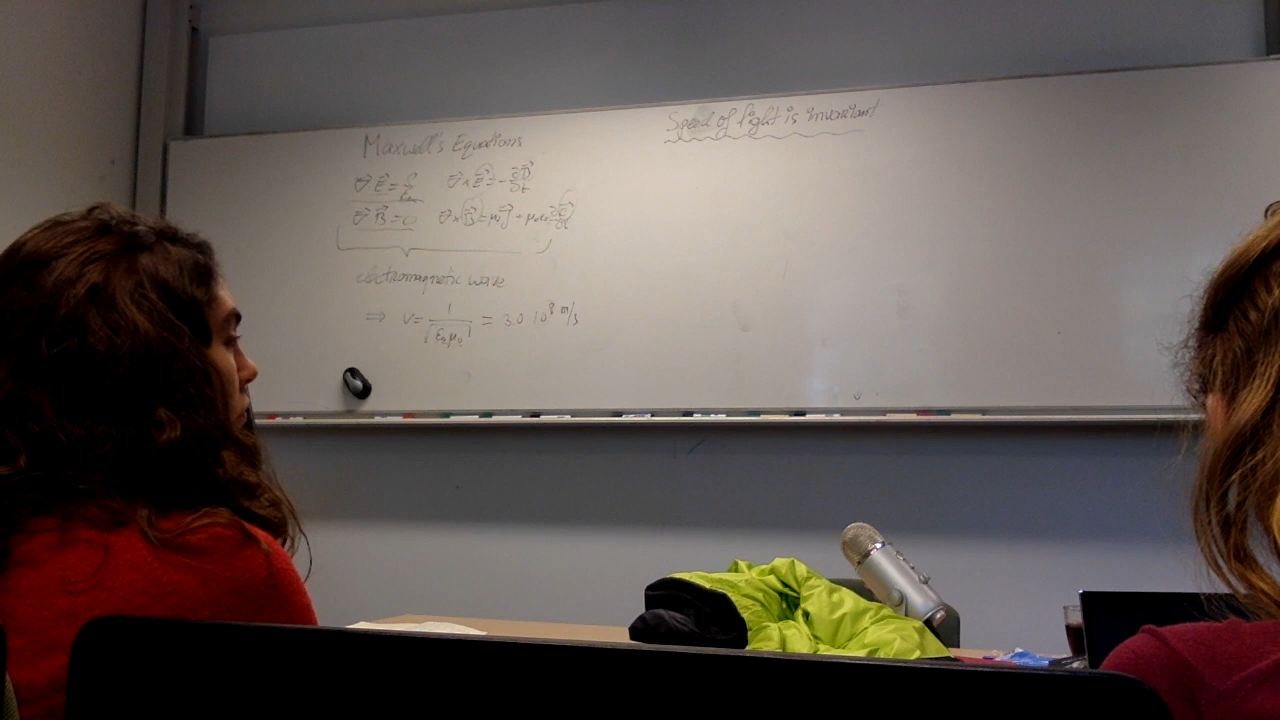 Maxwell's Equations
∇⃗·E⃗ = ρ/ε₀   ∇⃗×E⃗ = -∂B⃗/∂t
∇⃗·B⃗ = 0   ∇⃗×B⃗ = μ₀J⃗ + μ₀ε₀ ∂E⃗/∂t
electromagnetic wave
⇒ v = 1/√(ε₀μ₀) = 3.0 10⁸ m/s
Speed of light is invariant